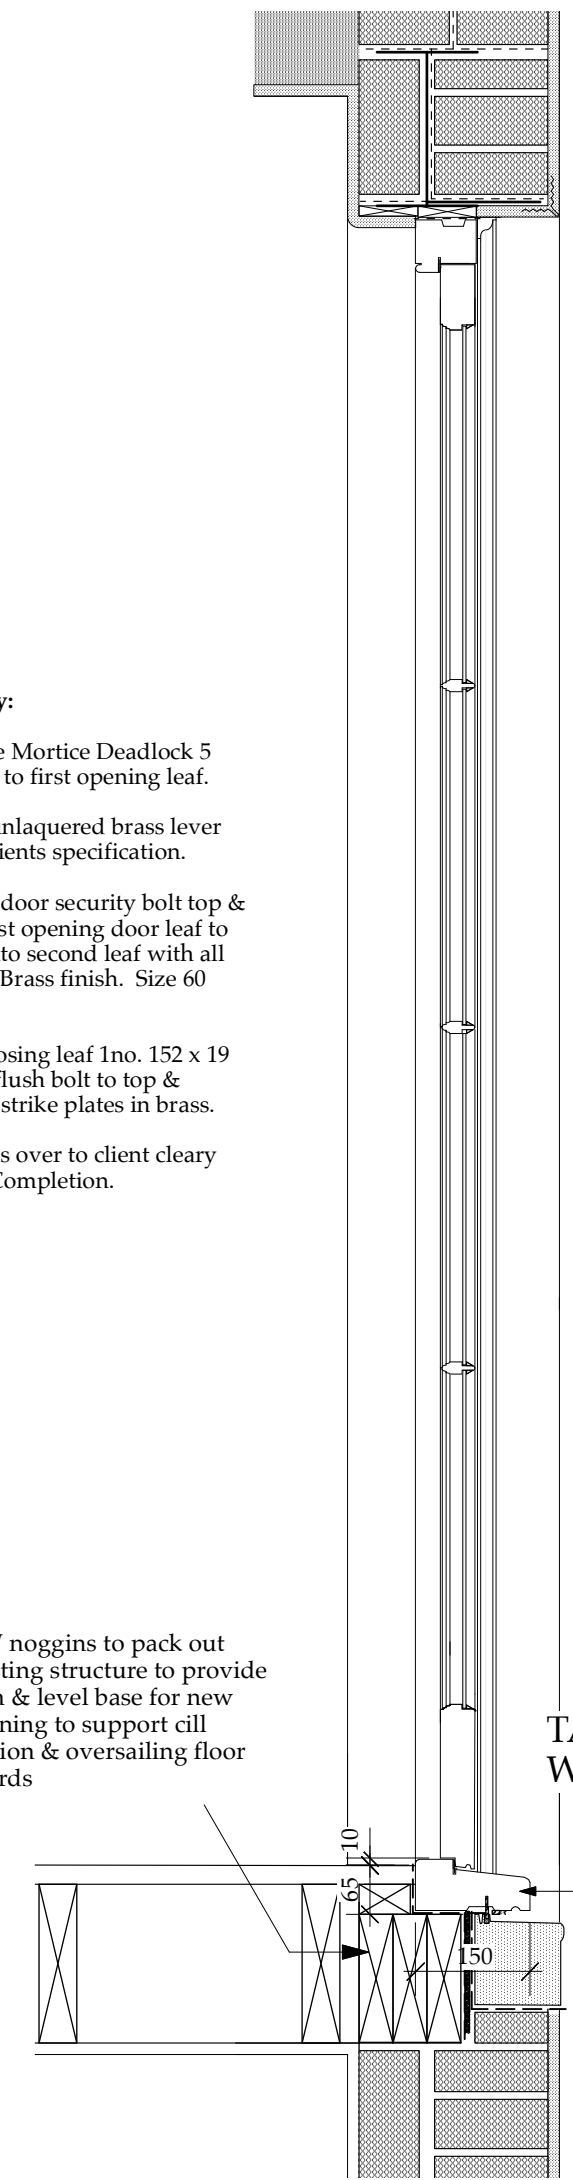 y:
e Mortice Deadlock 5
to first opening leaf.
unlaquered brass lever
ients specification.
door security bolt top &
st opening door leaf to
to second leaf with all
Brass finish. Size 60
osing leaf 1no. 152 x 19
flush bolt to top &
strike plates in brass.
s over to client cleary
Completion.
noggins to pack out
ting structure to provide
n & level base for new
ning to support cill
ion & oversailing floor
rds
TA
W
10
65
150